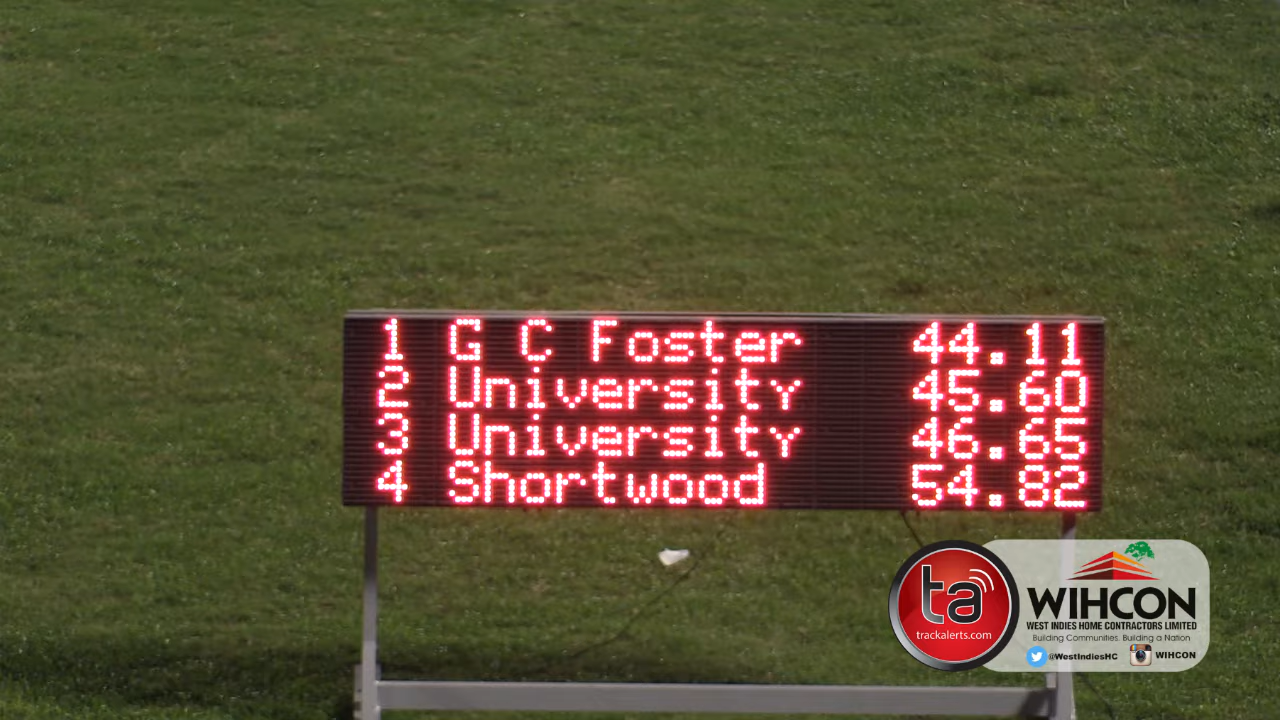 1 G C Foster 44.11
2 University 45.60
3 University 46.65
4 Shortwood 54.82
ta
trackalerts.com
WIHCON
WEST INDIES HOME CONTRACTORS LIMITED
Building Communities. Building a Nation
@WestIndiesHC WIHCON